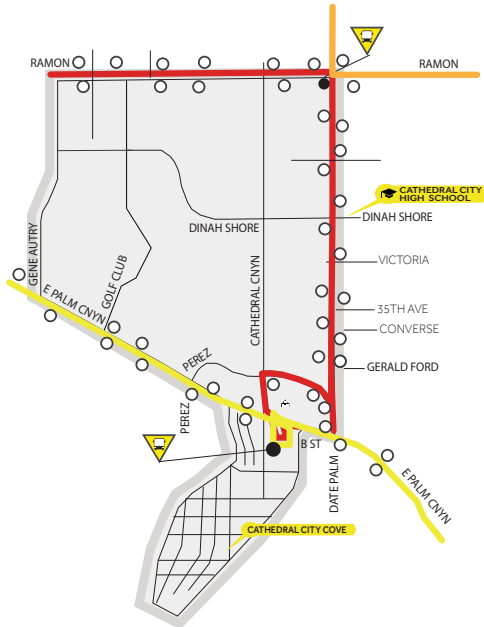 RAMON
RAMON
CATHEDRAL CITY
HIGH SCHOOL
DINAH SHORE
DINAH SHORE
GENE AUTRY
GOLF CLUB
CATHEDRAL CNYN
VICTORIA
E PALM CNYN
35TH AVE
CONVERSE
PEREZ
GERALD FORD
PEREZ
B ST
DATE PALM
E PALM CNYN
CATHEDRAL CITY COVE